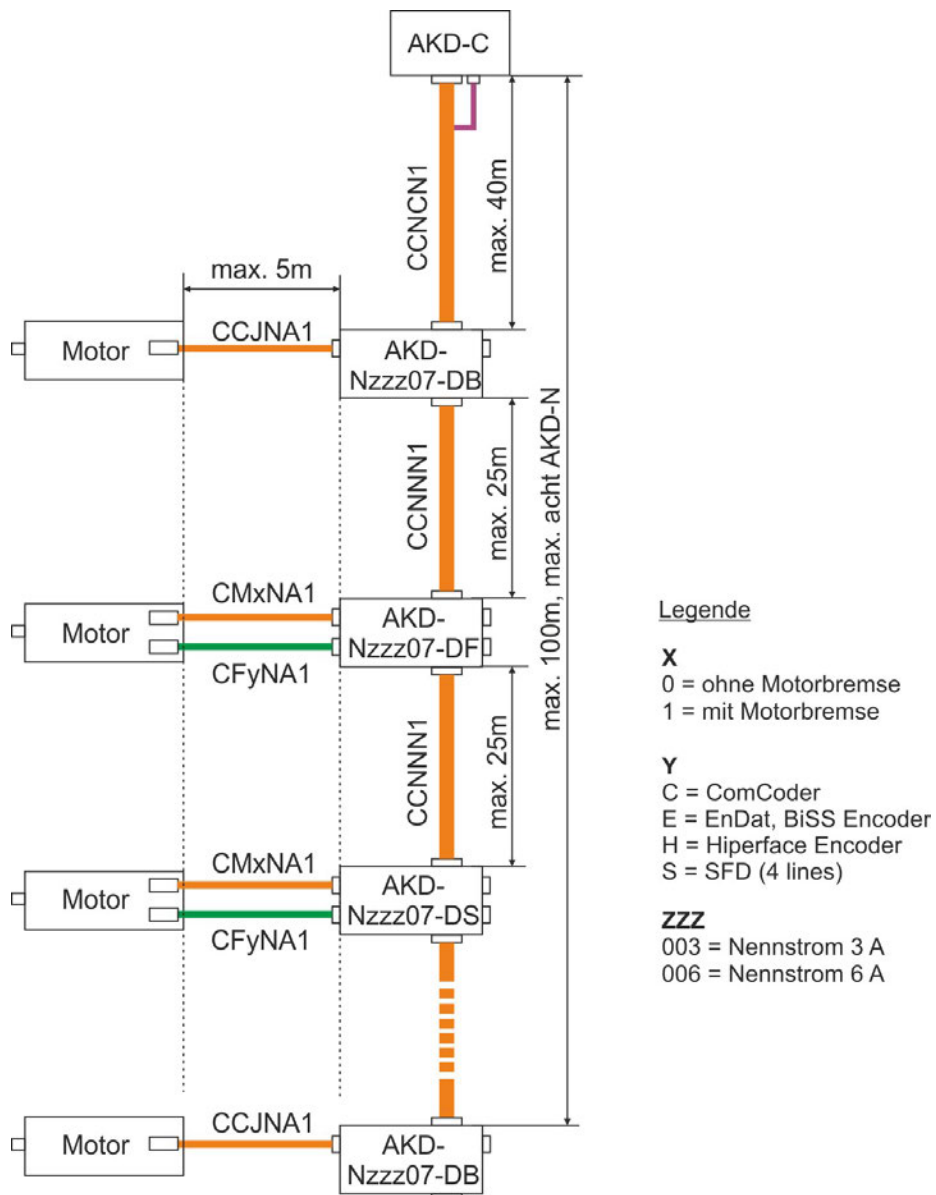 AKD-C
CCNCN1
max. 40m
max. 5m
Motor
CCJNA1
AKD-
Nzzz07-DB
CCNNN1
max. 25m
max. 100m, max. acht AKD-N
Motor
CMxNA1
CFyNA1
AKD-
Nzzz07-DF
CCNNN1
max. 25m
Motor
CMxNA1
CFyNA1
AKD-
Nzzz07-DS
Motor
CCJNA1
AKD-
Nzzz07-DB
Legende
X
0 = ohne Motorbremse
1 = mit Motorbremse
Y
C = ComCoder
E = EnDat, BiSS Encoder
H = Hiperface Encoder
S = SFD (4 lines)
ZZZ
003 = Nennstrom 3 A
006 = Nennstrom 6 A